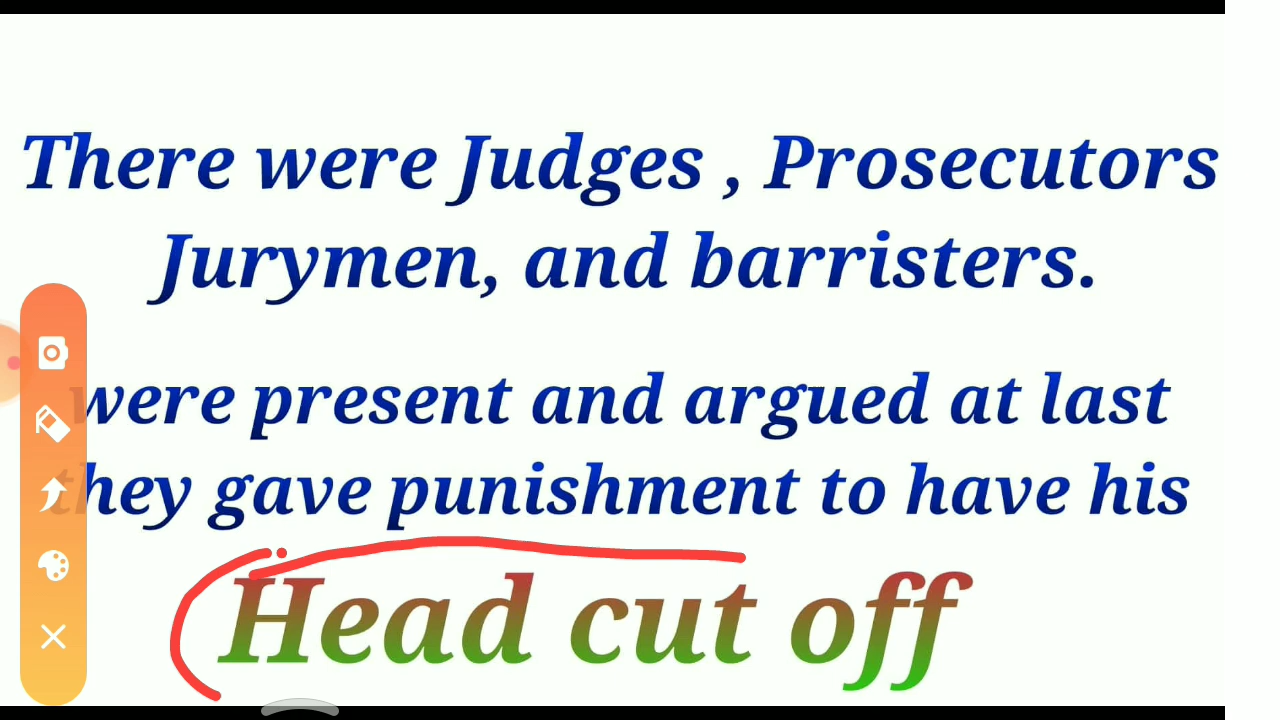 There were Judges , Prosecutors
Jurymen, and barristers.
were present and argued at last
they gave punishment to have his
Head cut off